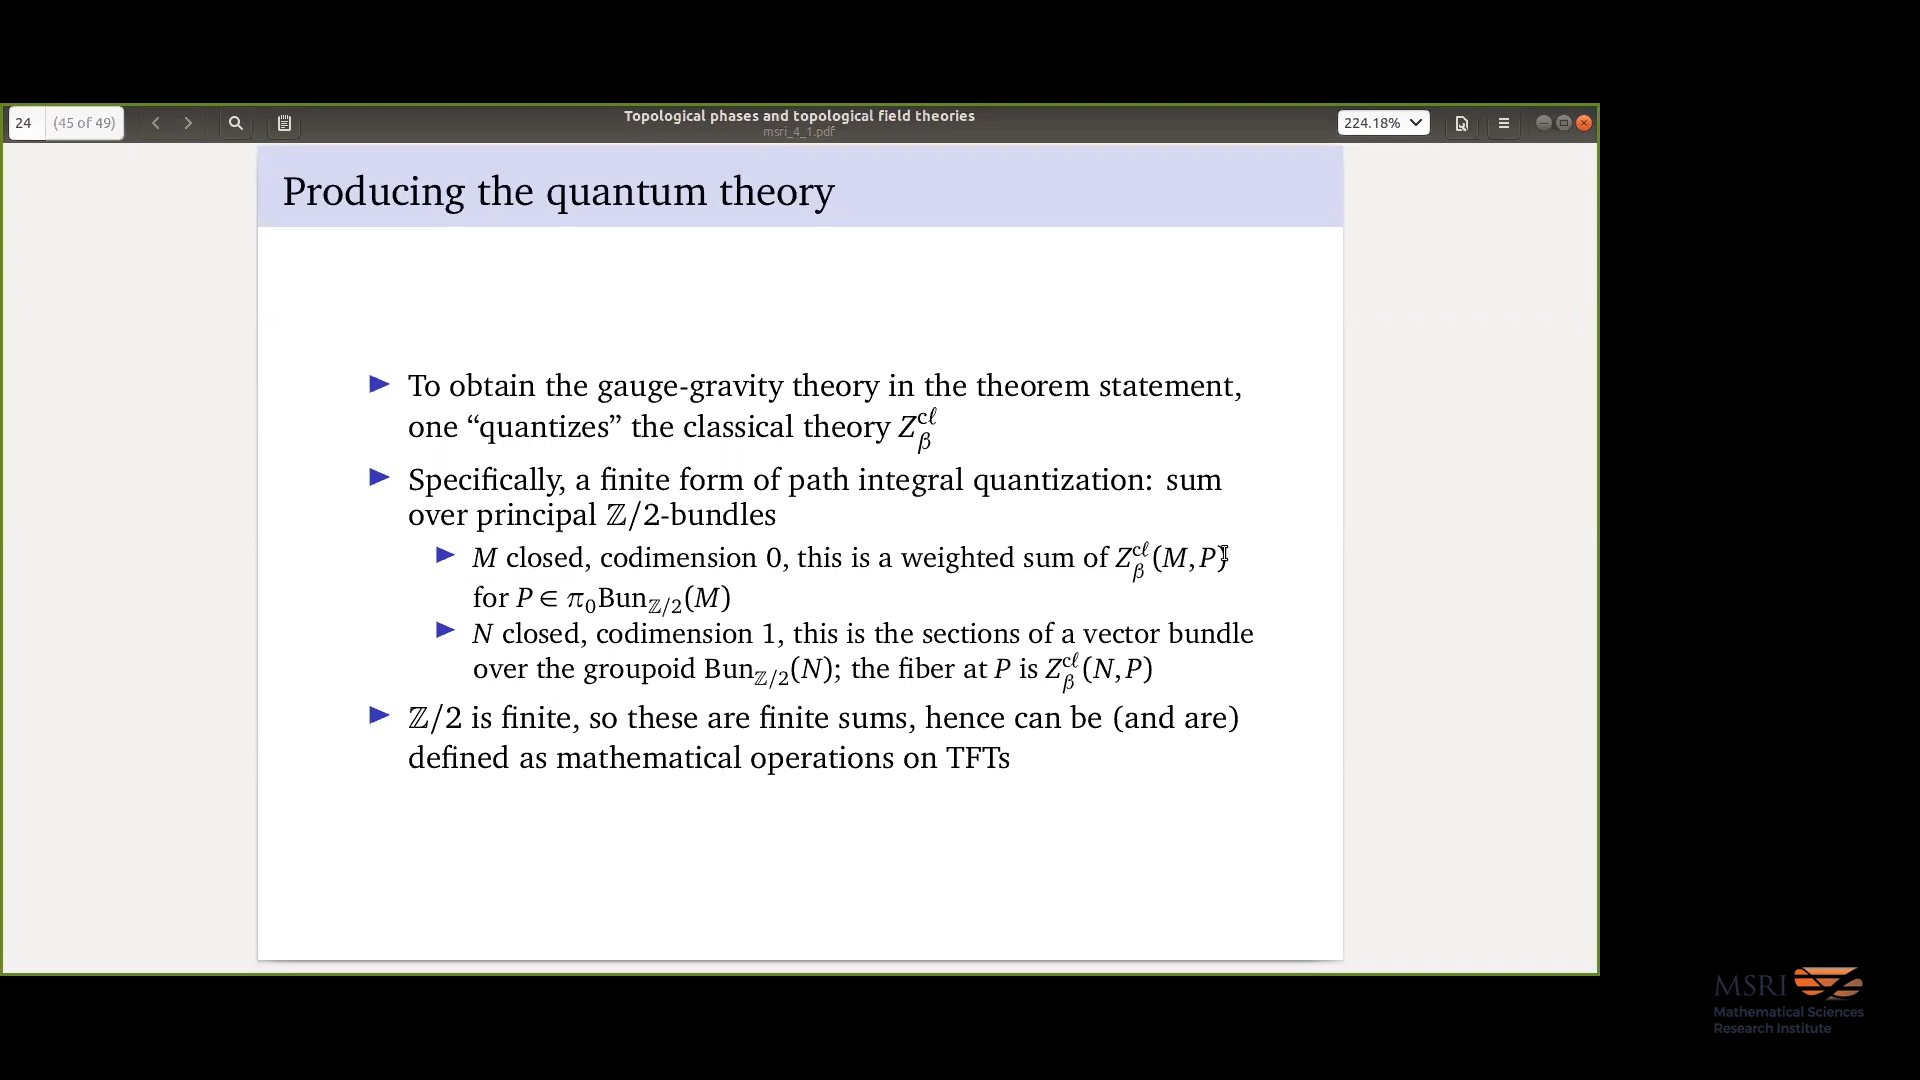 24 (45 of 49)
Topological phases and topological field theories
msri_4_1.pdf
224.18%
Producing the quantum theory
▶ To obtain the gauge-gravity theory in the theorem statement,
one “quantizes” the classical theory Z_β^{cℓ}
▶ Specifically, a finite form of path integral quantization: sum
over principal ℤ/2-bundles
▶ M closed, codimension 0, this is a weighted sum of Z_β^{cℓ}(M, P)
for P ∈ π₀Bun_{ℤ/2}(M)
▶ N closed, codimension 1, this is the sections of a vector bundle
over the groupoid Bun_{ℤ/2}(N); the fiber at P is Z_β^{cℓ}(N, P)
▶ ℤ/2 is finite, so these are finite sums, hence can be (and are)
defined as mathematical operations on TFTs
MSRI
Mathematical Sciences
Research Institute